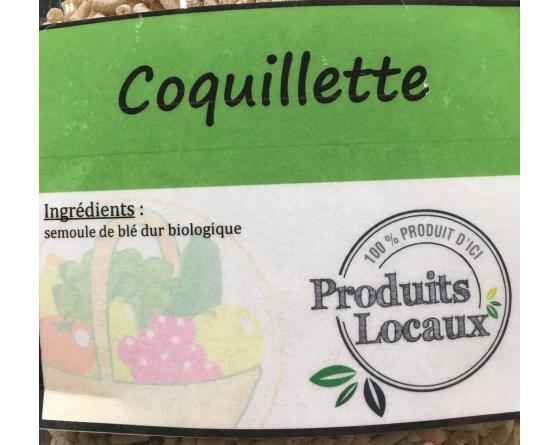 Coquillette
Ingrédients :
semoule de blé dur biologique
100 % PRODUIT D'ICI
Produits
Locaux